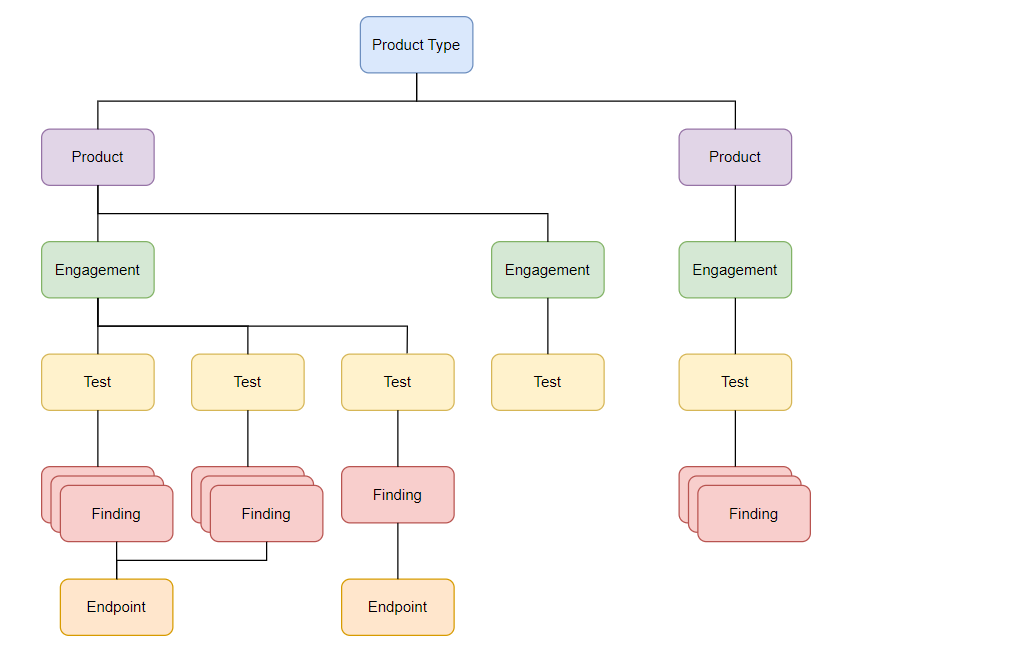 Product Type
Product
Product
Engagement
Engagement
Engagement
Test
Test
Test
Test
Test
Finding
Finding
Finding
Finding
Endpoint
Endpoint